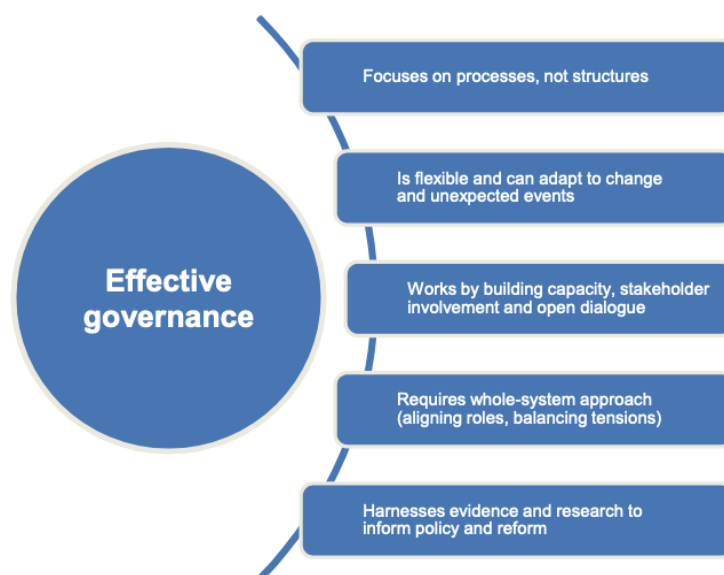 Focuses on processes, not structures
Is flexible and can adapt to change
and unexpected events
Effective
governance
Works by building capacity, stakeholder
involvement and open dialogue
Requires whole-system approach
(aligning roles, balancing tensions)
Harnesses evidence and research to
inform policy and reform